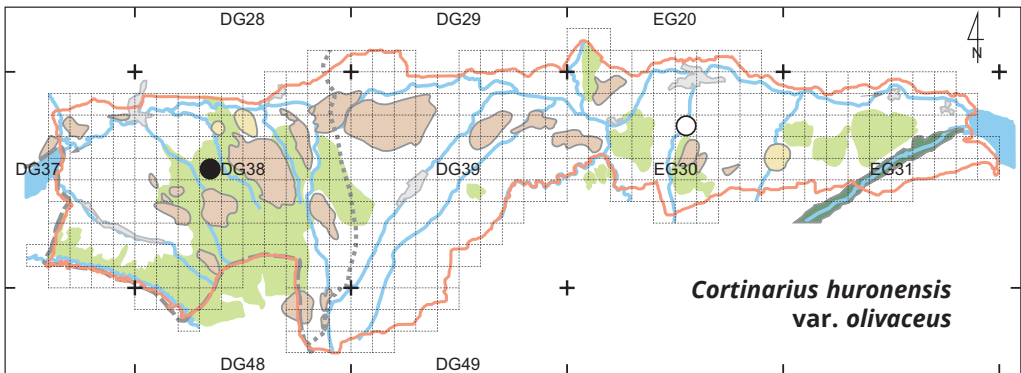 DG28 DG29 EG20
N
DG37 DG38 DG39 EG30 EG31
Cortinarius huronensis
var. olivaceus
DG48 DG49